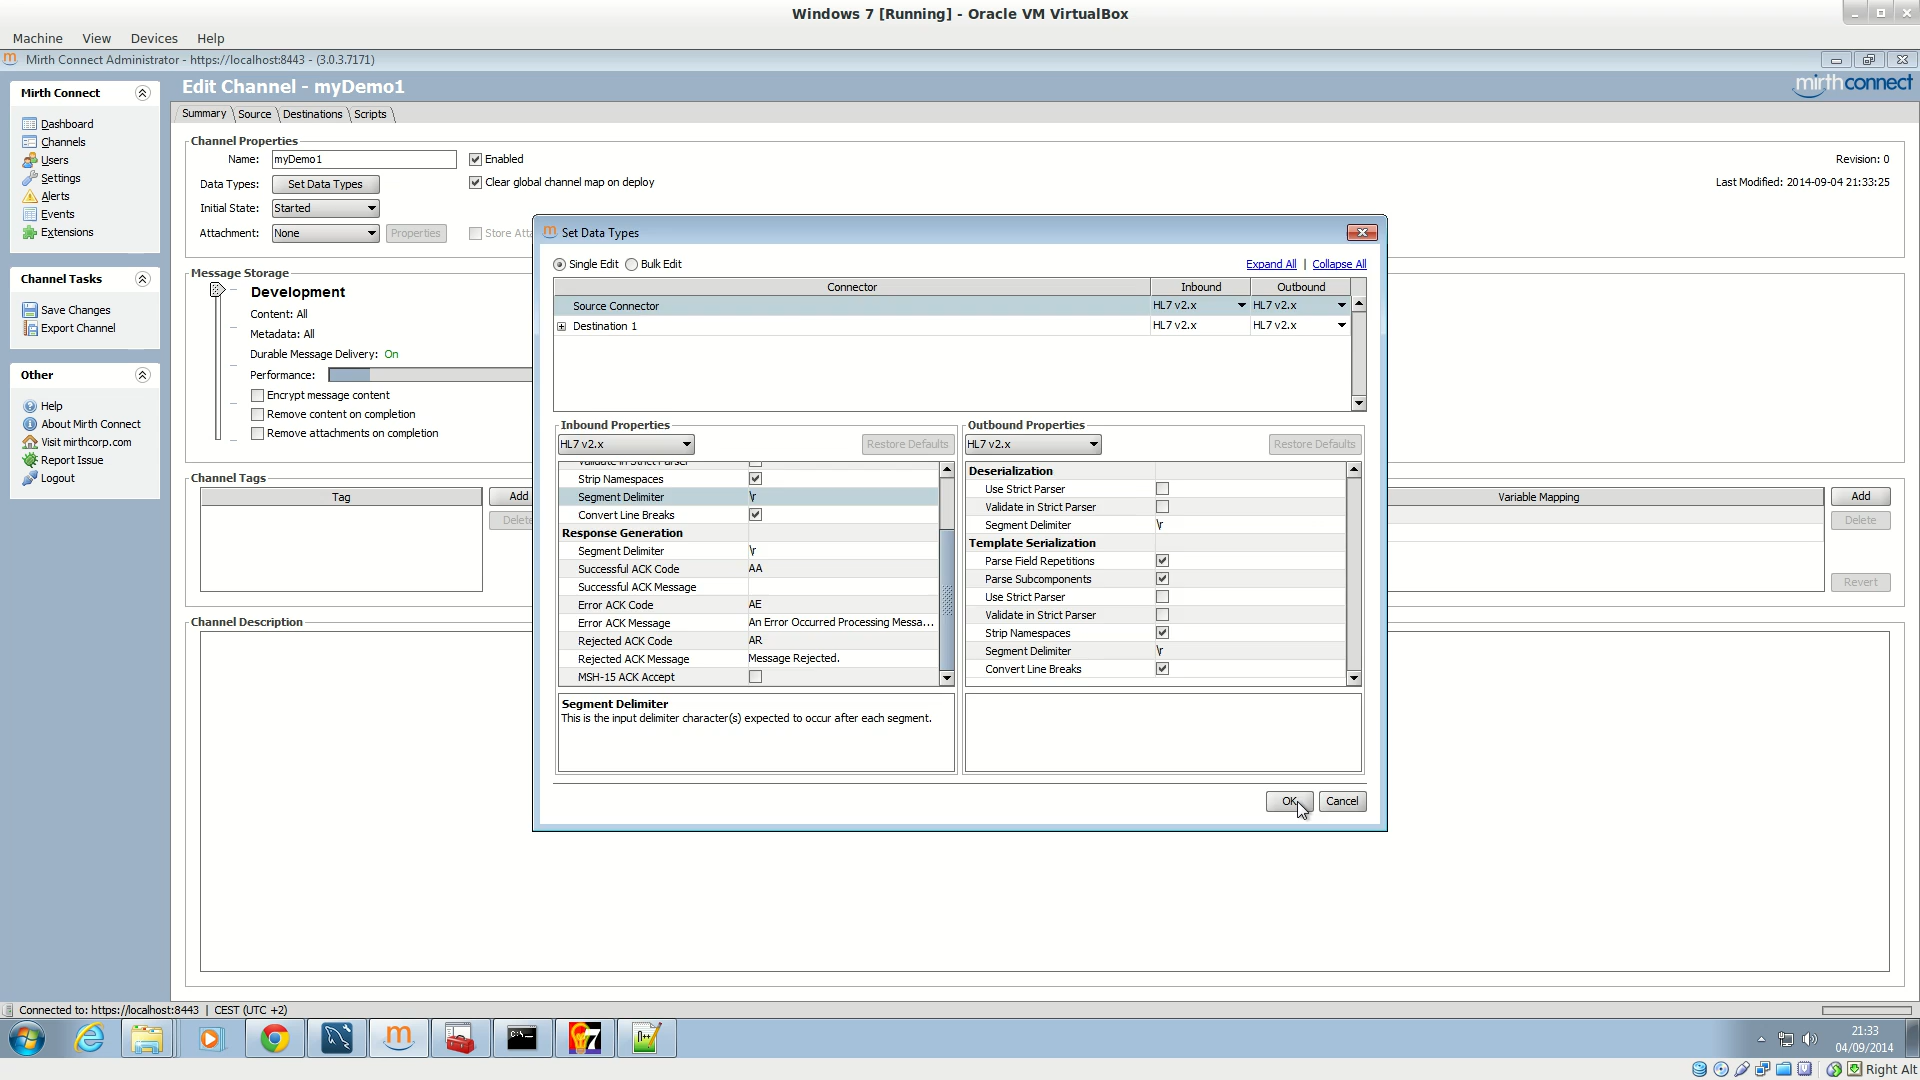 Windows 7 [Running] - Oracle VM VirtualBox
Machine View Devices Help
Mirth Connect Administrator - https://localhost:8443 - (3.0.3.7171)
Mirth Connect
Dashboard
Channels
Users
Settings
Alerts
Events
Extensions
Channel Tasks
Save Changes
Export Channel
Other
Help
About Mirth Connect
Visit mirthcorp.com
Report Issue
Logout
Edit Channel - myDemo1
mirthconnect
Summary Source Destinations Scripts
Channel Properties
Name: myDemo1 Enabled Revision: 0
Data Types: Set Data Types Clear global channel map on deploy Last Modified: 2014-09-04 21:33:25
Initial State: Started
Attachment: None Properties Store Atta
Message Storage
Development
Content: All
Metadata: All
Durable Message Delivery: On
Performance:
Encrypt message content
Remove content on completion
Remove attachments on completion
Channel Tags
Tag Add
Delete
Variable Mapping Add
Delete
Revert
Channel Description
Set Data Types
Single Edit Bulk Edit Expand All | Collapse All
Connector Inbound Outbound
Source Connector HL7 v2.x HL7 v2.x
Destination 1 HL7 v2.x HL7 v2.x
Inbound Properties
HL7 v2.x Restore Defaults
Validate in Strict Parser
Strip Namespaces
Segment Delimiter \r
Convert Line Breaks
Response Generation
Segment Delimiter \r
Successful ACK Code AA
Successful ACK Message
Error ACK Code AE
Error ACK Message An Error Occurred Processing Messa...
Rejected ACK Code AR
Rejected ACK Message Message Rejected.
MSH-15 ACK Accept
Segment Delimiter
This is the input delimiter character(s) expected to occur after each segment.
Outbound Properties
HL7 v2.x Restore Defaults
Deserialization
Use Strict Parser
Validate in Strict Parser
Segment Delimiter \r
Template Serialization
Parse Field Repetitions
Parse Subcomponents
Use Strict Parser
Validate in Strict Parser
Strip Namespaces
Segment Delimiter \r
Convert Line Breaks
OK Cancel
Connected to: https://localhost:8443 | CEST (UTC +2)
21:33
04/09/2014
Right Alt